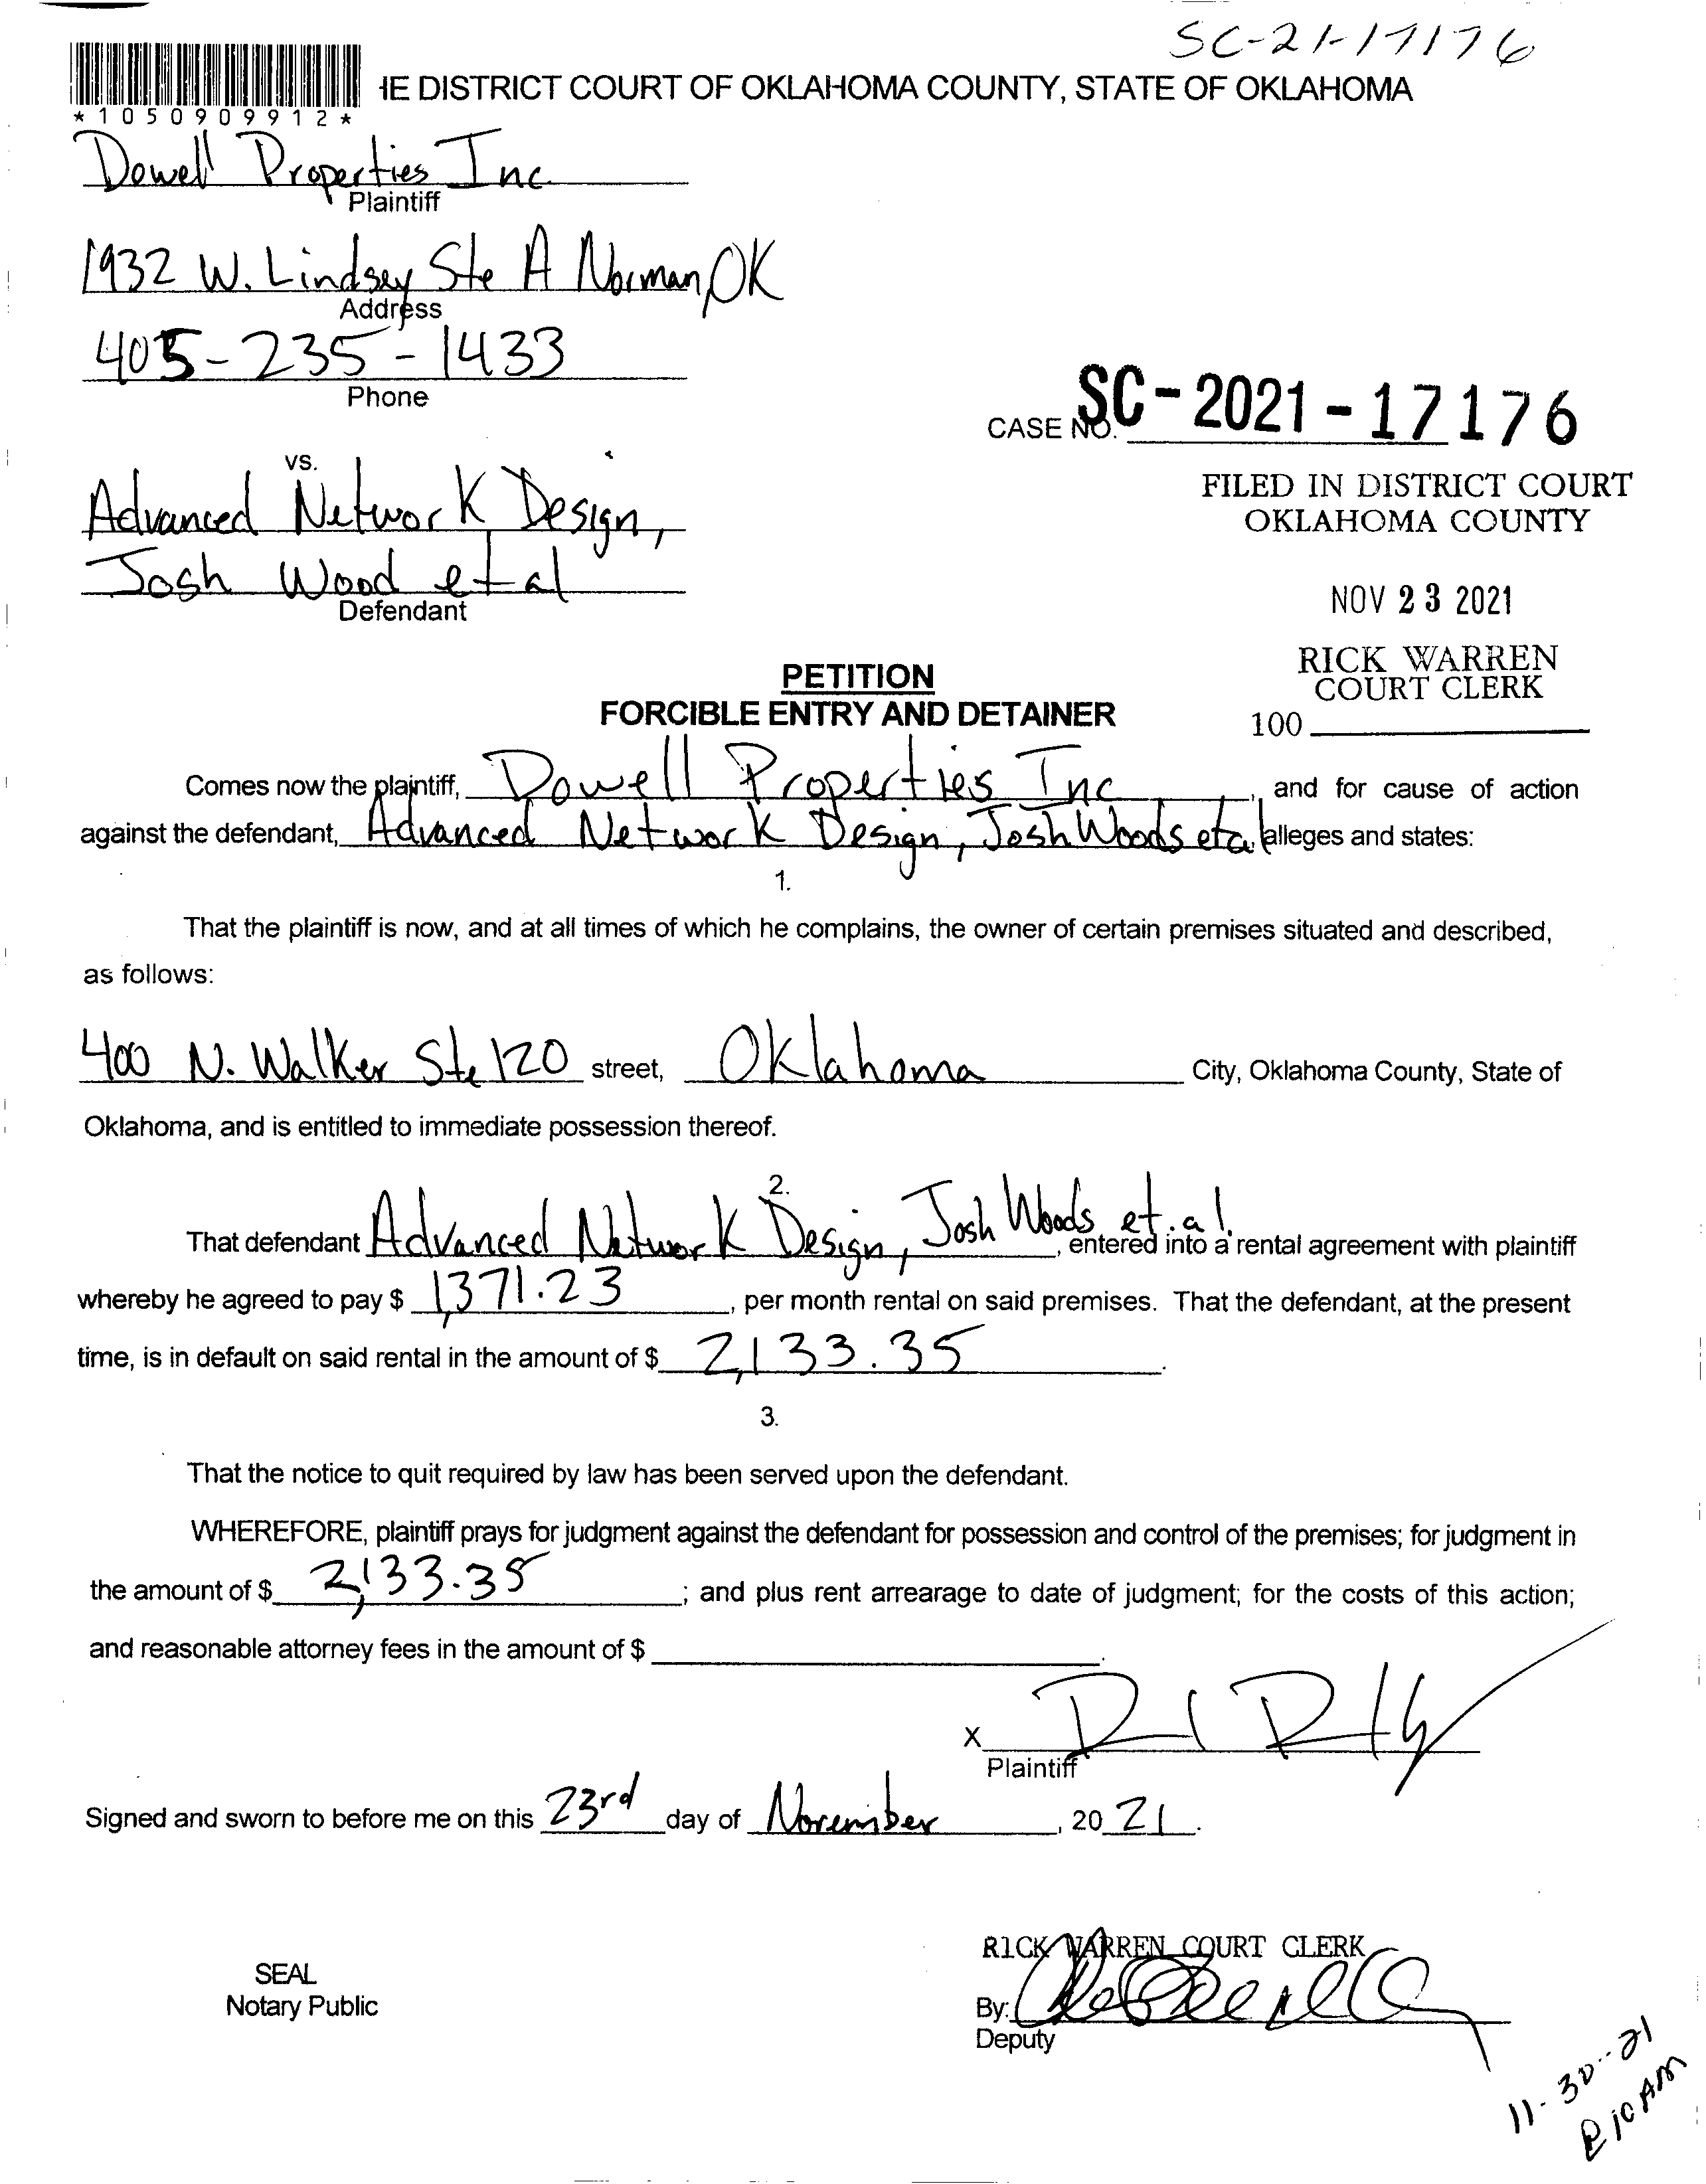 SC-21-17176
HE DISTRICT COURT OF OKLAHOMA COUNTY, STATE OF OKLAHOMA
*1050909912*
Dowell Properties Inc.
Plaintiff
1932 W. Lindsey Ste A Norman, OK
Address
405-235-1433
Phone
CASE NO. SC-2021-17176
vs.
FILED IN DISTRICT COURT
OKLAHOMA COUNTY
Advanced Network Design,
Josh Wood et al
Defendant
NOV 23 2021
RICK WARREN
COURT CLERK
100
PETITION
FORCIBLE ENTRY AND DETAINER
Comes now the plaintiff, Dowell Properties Inc, and for cause of action
against the defendant, Advanced Network Design, Josh Woods et al, alleges and states:
1.
That the plaintiff is now, and at all times of which he complains, the owner of certain premises situated and described,
as follows:
400 N. Walker Ste 120 street, Oklahoma City, Oklahoma County, State of
Oklahoma, and is entitled to immediate possession thereof.
2.
That defendant Advanced Network Design, Josh Woods et. al., entered into a rental agreement with plaintiff
whereby he agreed to pay $ 1,371.23, per month rental on said premises. That the defendant, at the present
time, is in default on said rental in the amount of $ 2,133.35.
3.
That the notice to quit required by law has been served upon the defendant.
WHEREFORE, plaintiff prays for judgment against the defendant for possession and control of the premises; for judgment in
the amount of $ 2,133.35; and plus rent arrearage to date of judgment; for the costs of this action;
and reasonable attorney fees in the amount of $
X
Plaintiff
Signed and sworn to before me on this 23rd day of November, 20 21.
RICK WARREN COURT CLERK
SEAL
Notary Public
By:
Deputy
11-30-21
@ 10 AM